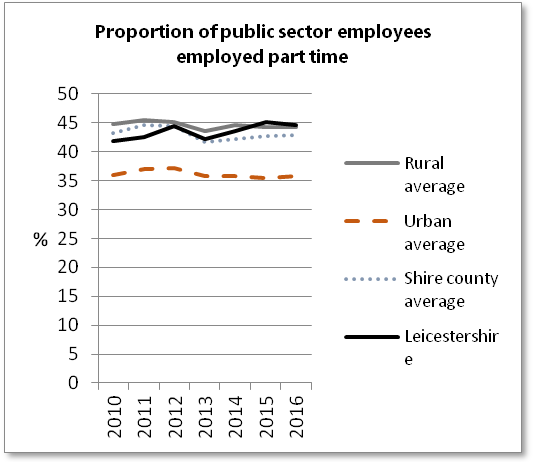 Proportion of public sector employees
employed part time
50
45
40
35
30
25
20
15
10
5
0
%
2010
2011
2012
2013
2014
2015
2016
Rural
average
Urban
average
Shire county
average
Leicestershir
e